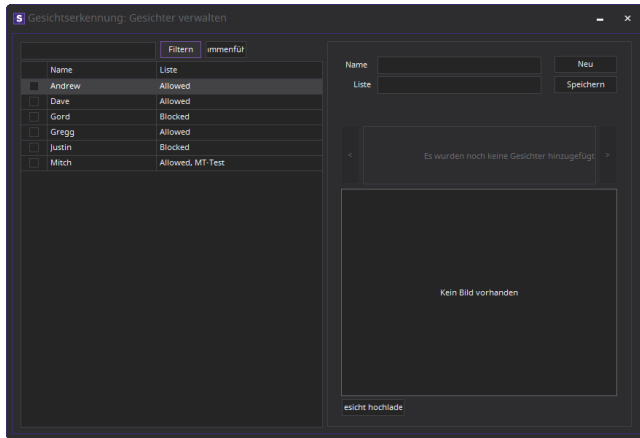 S Gesichtserkennung: Gesichter verwalten
Filtern
mmenfüh
Name Liste
Andrew Allowed
Dave Allowed
Gord Blocked
Gregg Allowed
Justin Blocked
Mitch Allowed, MT-Test
Name
Neu
Liste
Speichern
< Es wurden noch keine Gesichter hinzugefügt >
Kein Bild vorhanden
esicht hochlade